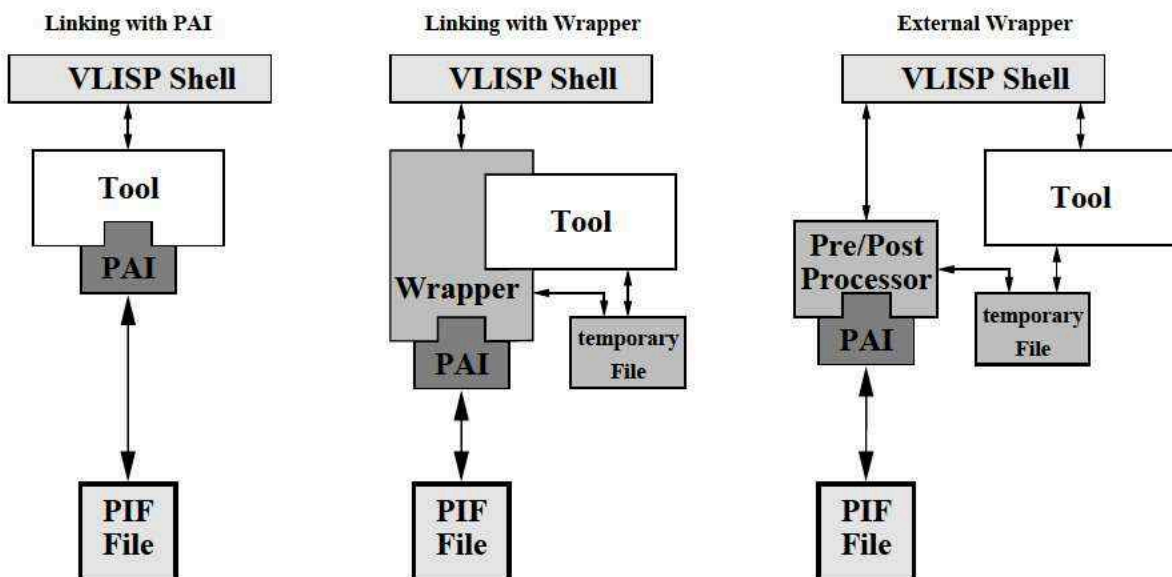 Linking with PAI
VLISP Shell
Tool
PAI
PIF
File
Linking with Wrapper
VLISP Shell
Tool
Wrapper
temporary
File
PAI
PIF
File
External Wrapper
VLISP Shell
Tool
Pre/Post
Processor
temporary
File
PAI
PIF
File